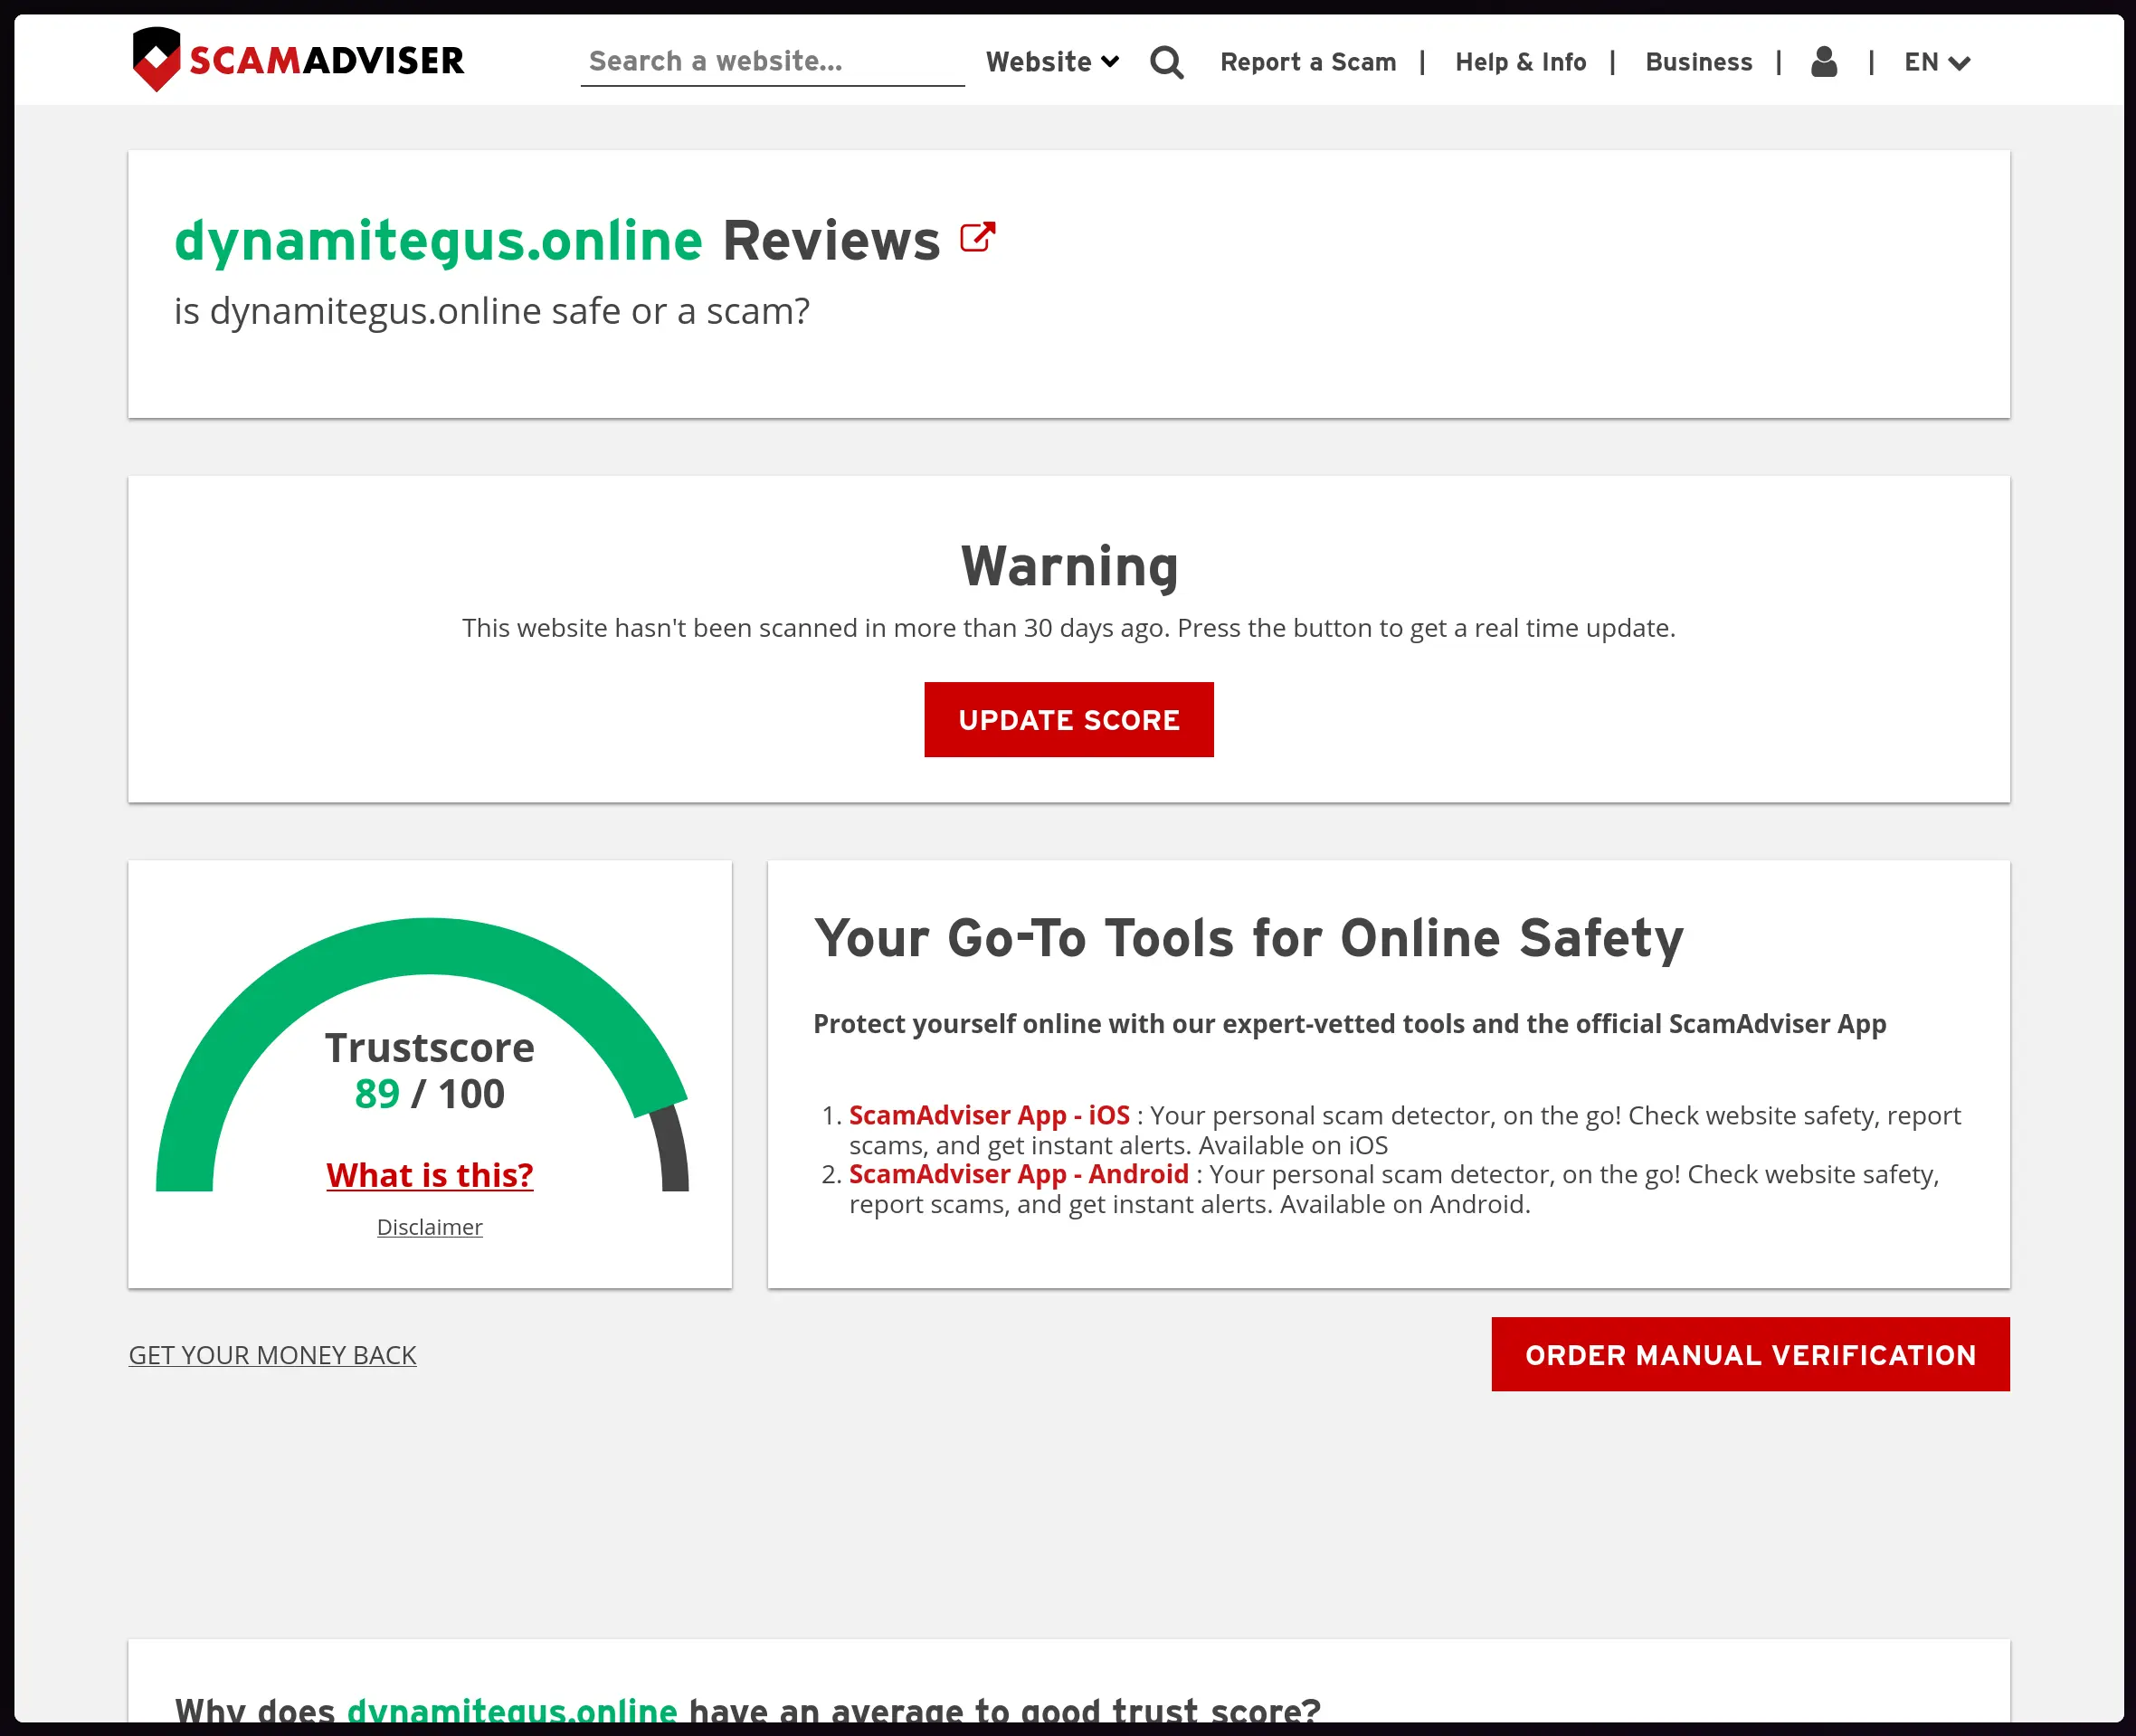 SCAMADVISER Search a website... Website Report a Scam | Help & Info | Business | | EN
dynamitegus.online Reviews
is dynamitegus.online safe or a scam?
Warning
This website hasn't been scanned in more than 30 days ago. Press the button to get a real time update.
UPDATE SCORE
Trustscore
89 / 100
What is this?
Disclaimer
Your Go-To Tools for Online Safety
Protect yourself online with our expert-vetted tools and the official ScamAdviser App
1. ScamAdviser App - iOS : Your personal scam detector, on the go! Check website safety, report
scams, and get instant alerts. Available on iOS
2. ScamAdviser App - Android : Your personal scam detector, on the go! Check website safety,
report scams, and get instant alerts. Available on Android.
GET YOUR MONEY BACK
ORDER MANUAL VERIFICATION
Why does dynamitegus.online have an average to good trust score?